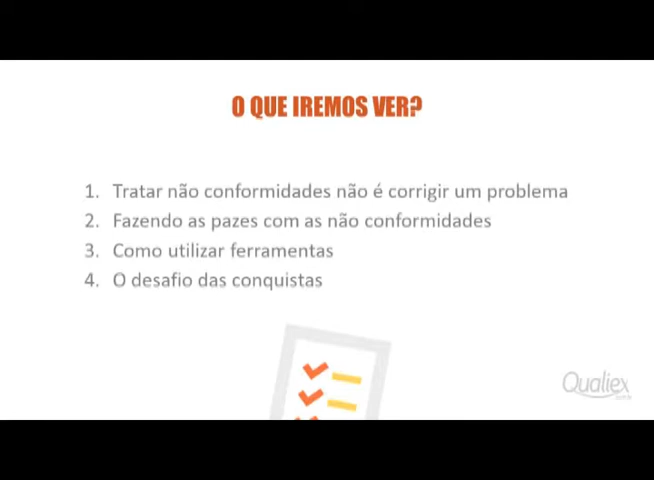 O QUE IREMOS VER?
1. Tratar não conformidades não é corrigir um problema
2. Fazendo as pazes com as não conformidades
3. Como utilizar ferramentas
4. O desafio das conquistas
Qualiex